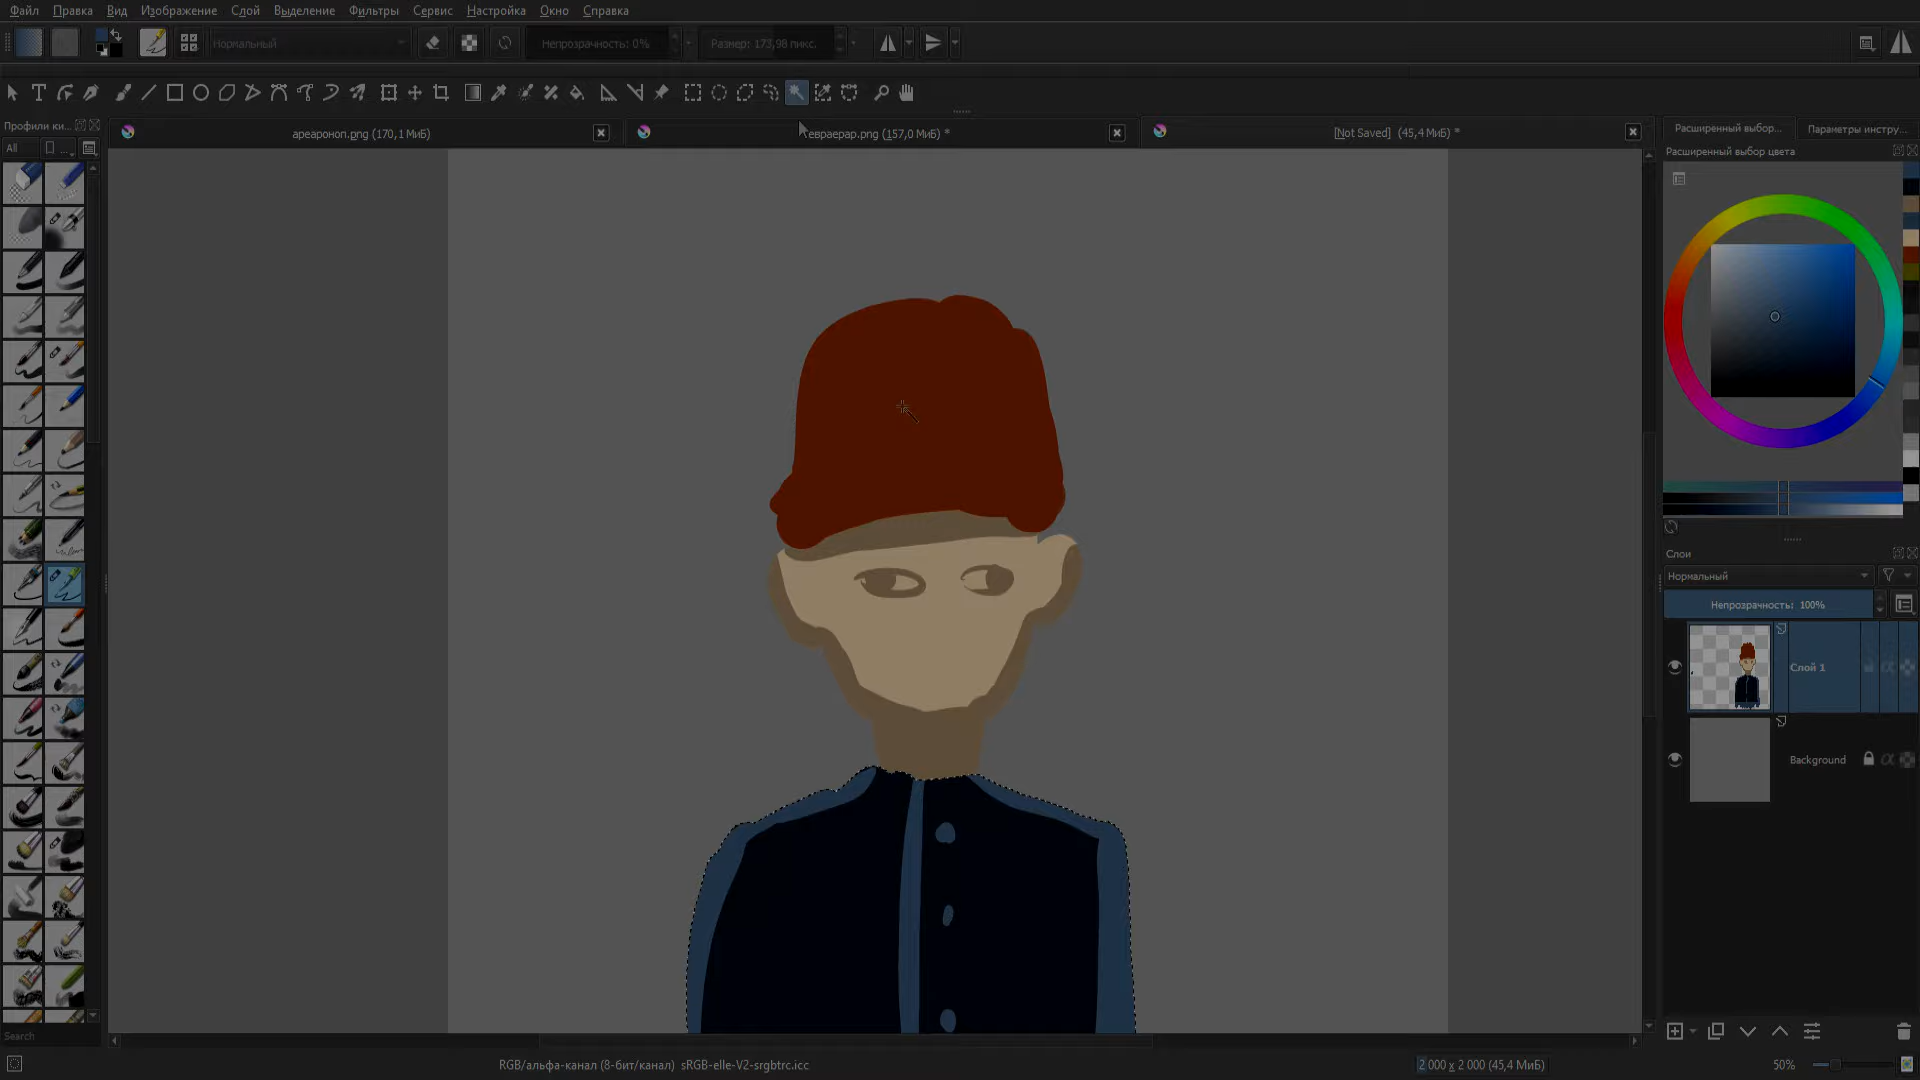 Файл Правка Вид Изображение Слой Выделение Фильтры Сервис Настройка Окно Справка
Нормальный Непрозрачность: 0% Размер: 173,98 пикс.
Профили ки... ареаронол.png (170,1 МиБ) евраерар.png (157,0 МиБ) * [Not Saved] (45,4 МиБ) * Расширенный выбор... Параметры инстру...
All ... Расширенный выбор цвета
Слои
Нормальный
Непрозрачность: 100%
Слой 1
Background
Search
RGB/альфа-канал (8-бит/канал) sRGB-elle-V2-srgbtrc.icc 2 000 x 2 000 (45,4 МиБ) 50%